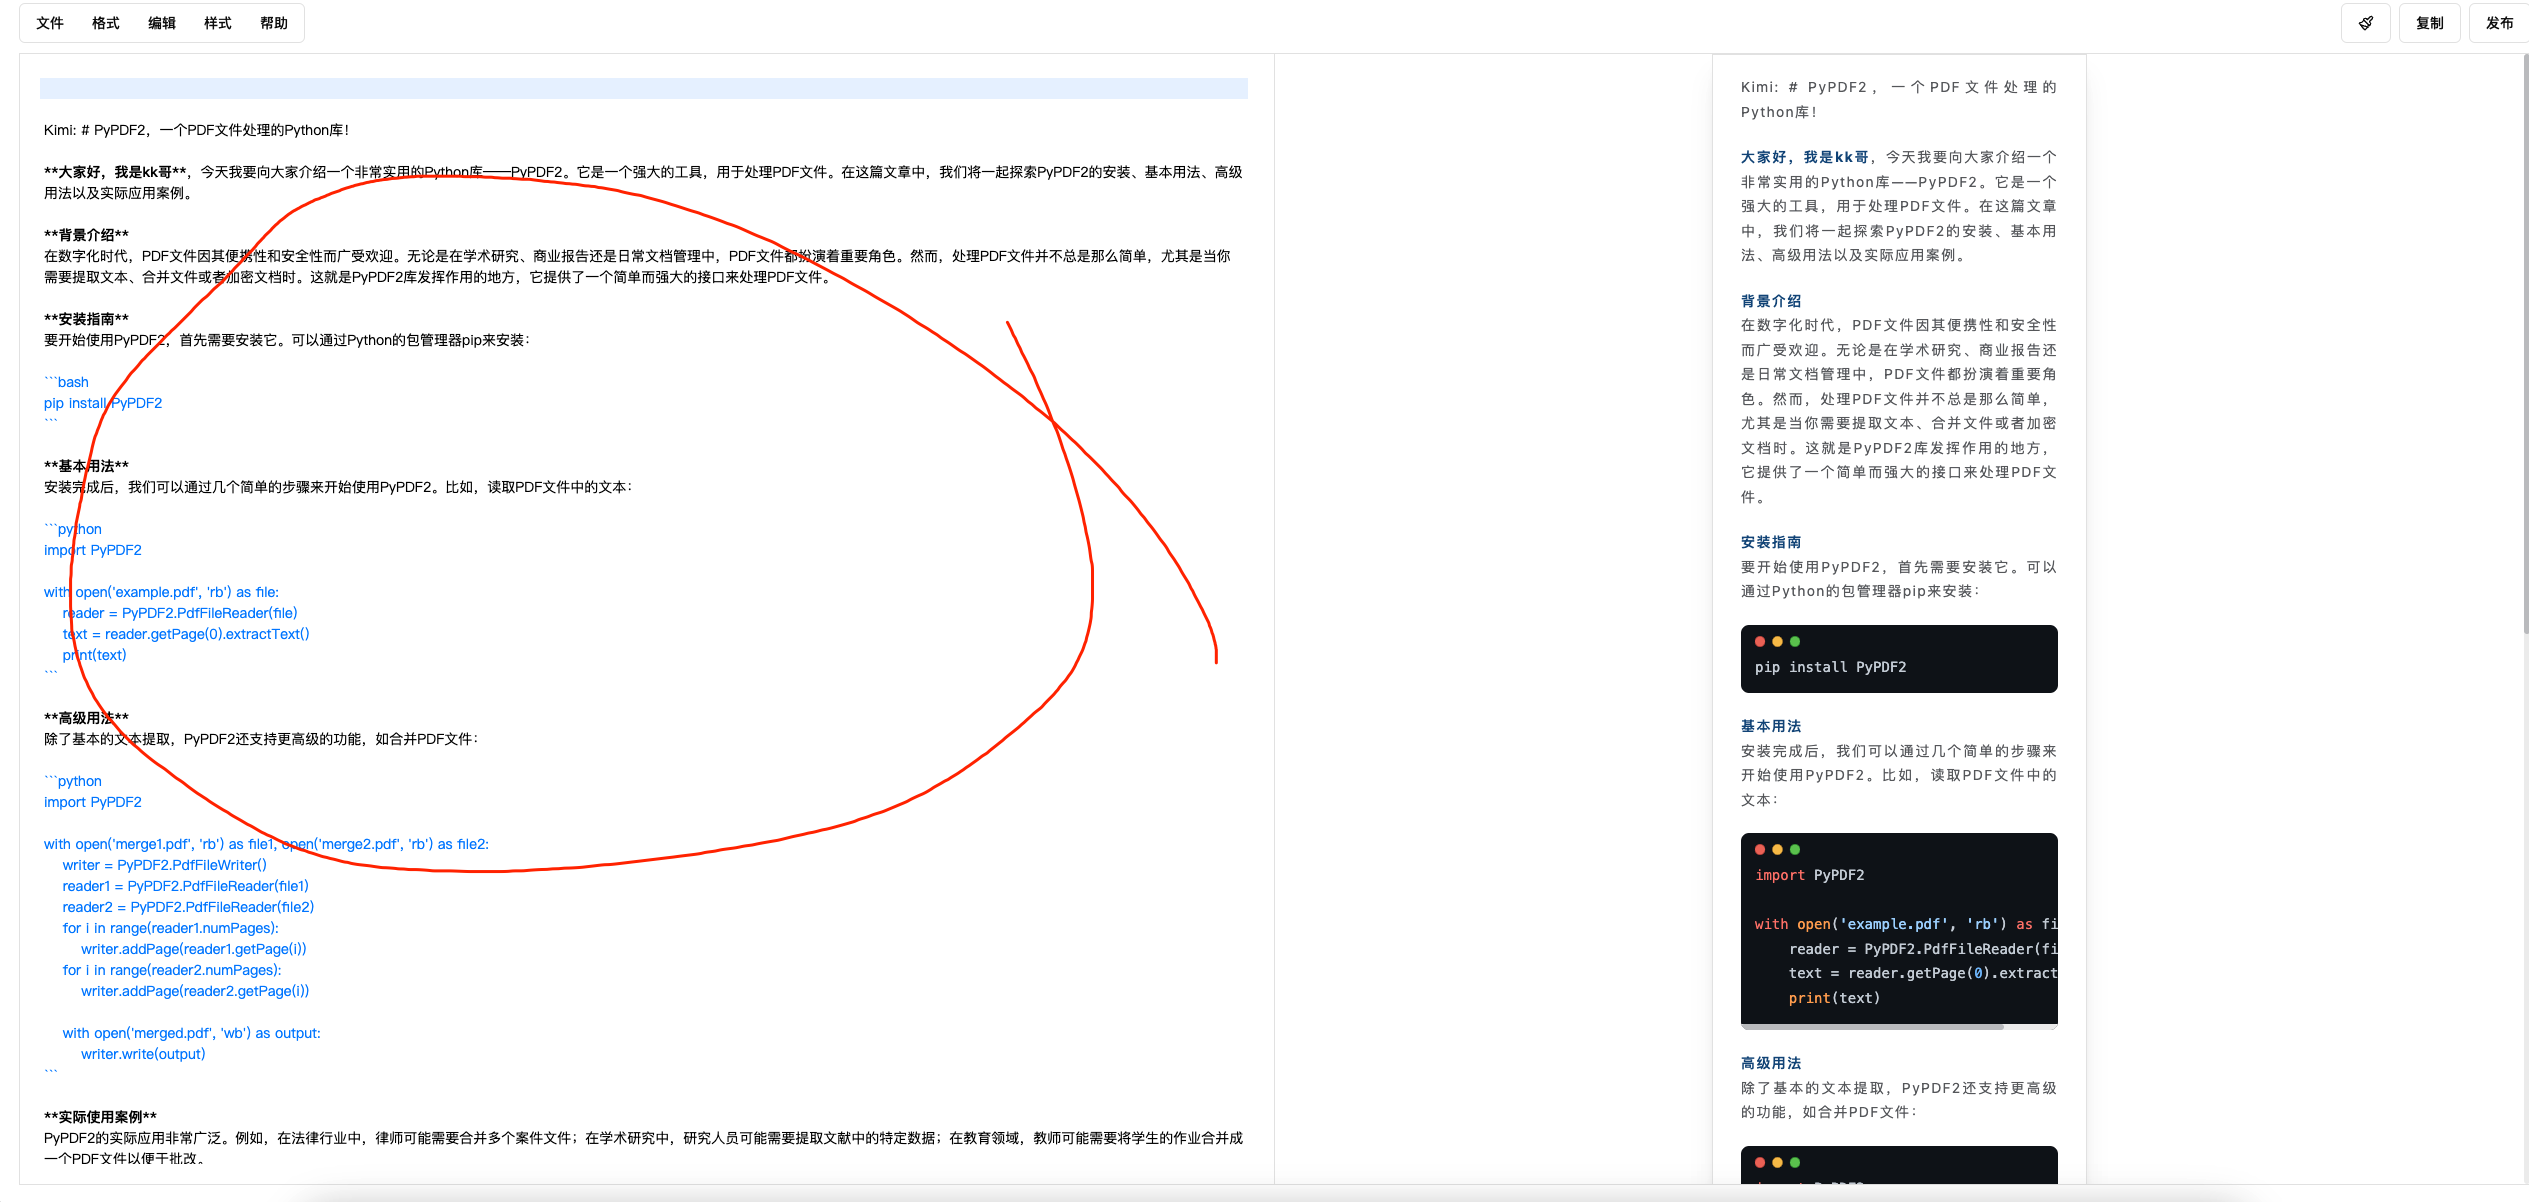 文件 格式 编辑 样式 帮助
复制 发布
Kimi: # PyPDF2，一个PDF文件处理的Python库！
**大家好，我是kk哥**，今天我要向大家介绍一个非常实用的Python库——PyPDF2。它是一个强大的工具，用于处理PDF文件。在这篇文章中，我们将一起探索PyPDF2的安装、基本用法、高级
用法以及实际应用案例。
**背景介绍**
在数字化时代，PDF文件因其便携性和安全性而广受欢迎。无论是在学术研究、商业报告还是日常文档管理中，PDF文件都扮演着重要角色。然而，处理PDF文件并不总是那么简单，尤其是当你
需要提取文本、合并文件或者加密文档时。这就是PyPDF2库发挥作用的地方，它提供了一个简单而强大的接口来处理PDF文件。
**安装指南**
要开始使用PyPDF2，首先需要安装它。可以通过Python的包管理器pip来安装：
```bash
pip install PyPDF2
```
**基本用法**
安装完成后，我们可以通过几个简单的步骤来开始使用PyPDF2。比如，读取PDF文件中的文本：
```python
import PyPDF2
with open('example.pdf', 'rb') as file:
reader = PyPDF2.PdfFileReader(file)
text = reader.getPage(0).extractText()
print(text)
```
**高级用法**
除了基本的文本提取，PyPDF2还支持更高级的功能，如合并PDF文件：
```python
import PyPDF2
with open('merge1.pdf', 'rb') as file1, open('merge2.pdf', 'rb') as file2:
writer = PyPDF2.PdfFileWriter()
reader1 = PyPDF2.PdfFileReader(file1)
reader2 = PyPDF2.PdfFileReader(file2)
for i in range(reader1.numPages):
writer.addPage(reader1.getPage(i))
for i in range(reader2.numPages):
writer.addPage(reader2.getPage(i))
with open('merged.pdf', 'wb') as output:
writer.write(output)
```
**实际使用案例**
PyPDF2的实际应用非常广泛。例如，在法律行业中，律师可能需要合并多个案件文件；在学术研究中，研究人员可能需要提取文献中的特定数据；在教育领域，教师可能需要将学生的作业合并成
一个PDF文件以便于批改。
Kimi: # PyPDF2，一个PDF文件处理的
Python库！
大家好，我是kk哥，今天我要向大家介绍一个
非常实用的Python库——PyPDF2。它是一个
强大的工具，用于处理PDF文件。在这篇文章
中，我们将一起探索PyPDF2的安装、基本用
法、高级用法以及实际应用案例。
背景介绍
在数字化时代，PDF文件因其便携性和安全性
而广受欢迎。无论是在学术研究、商业报告还
是日常文档管理中，PDF文件都扮演着重要角
色。然而，处理PDF文件并不总是那么简单，
尤其是当你需要提取文本、合并文件或者加密
文档时。这就是PyPDF2库发挥作用的地方，
它提供了一个简单而强大的接口来处理PDF文
件。
安装指南
要开始使用PyPDF2，首先需要安装它。可以
通过Python的包管理器pip来安装：
pip install PyPDF2
基本用法
安装完成后，我们可以通过几个简单的步骤来
开始使用PyPDF2。比如，读取PDF文件中的
文本：
import PyPDF2
with open('example.pdf', 'rb') as fi
reader = PyPDF2.PdfFileReader(fi
text = reader.getPage(0).extract
print(text)
高级用法
除了基本的文本提取，PyPDF2还支持更高级
的功能，如合并PDF文件：